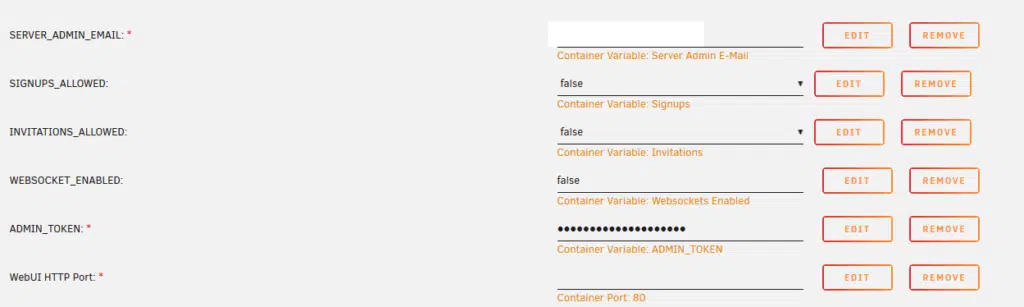 SERVER_ADMIN_EMAIL: * EDIT REMOVE
Container Variable: Server Admin E-Mail
SIGNUPS_ALLOWED: false ▼ EDIT REMOVE
Container Variable: Signups
INVITATIONS_ALLOWED: false ▼ EDIT REMOVE
Container Variable: Invitations
WEBSOCKET_ENABLED: false EDIT REMOVE
Container Variable: Websockets Enabled
ADMIN_TOKEN: * ●●●●●●●●●●●●●●●●●●●● EDIT REMOVE
Container Variable: ADMIN_TOKEN
WebUI HTTP Port: * EDIT REMOVE
Container Port: 80